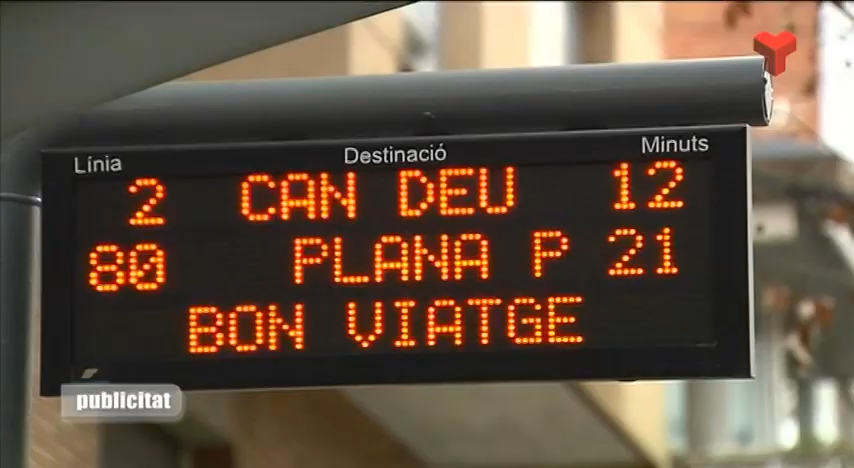 Línia Destinació Minuts
2 CAN DEU 12
80 PLANA P 21
BON VIATGE
publicitat